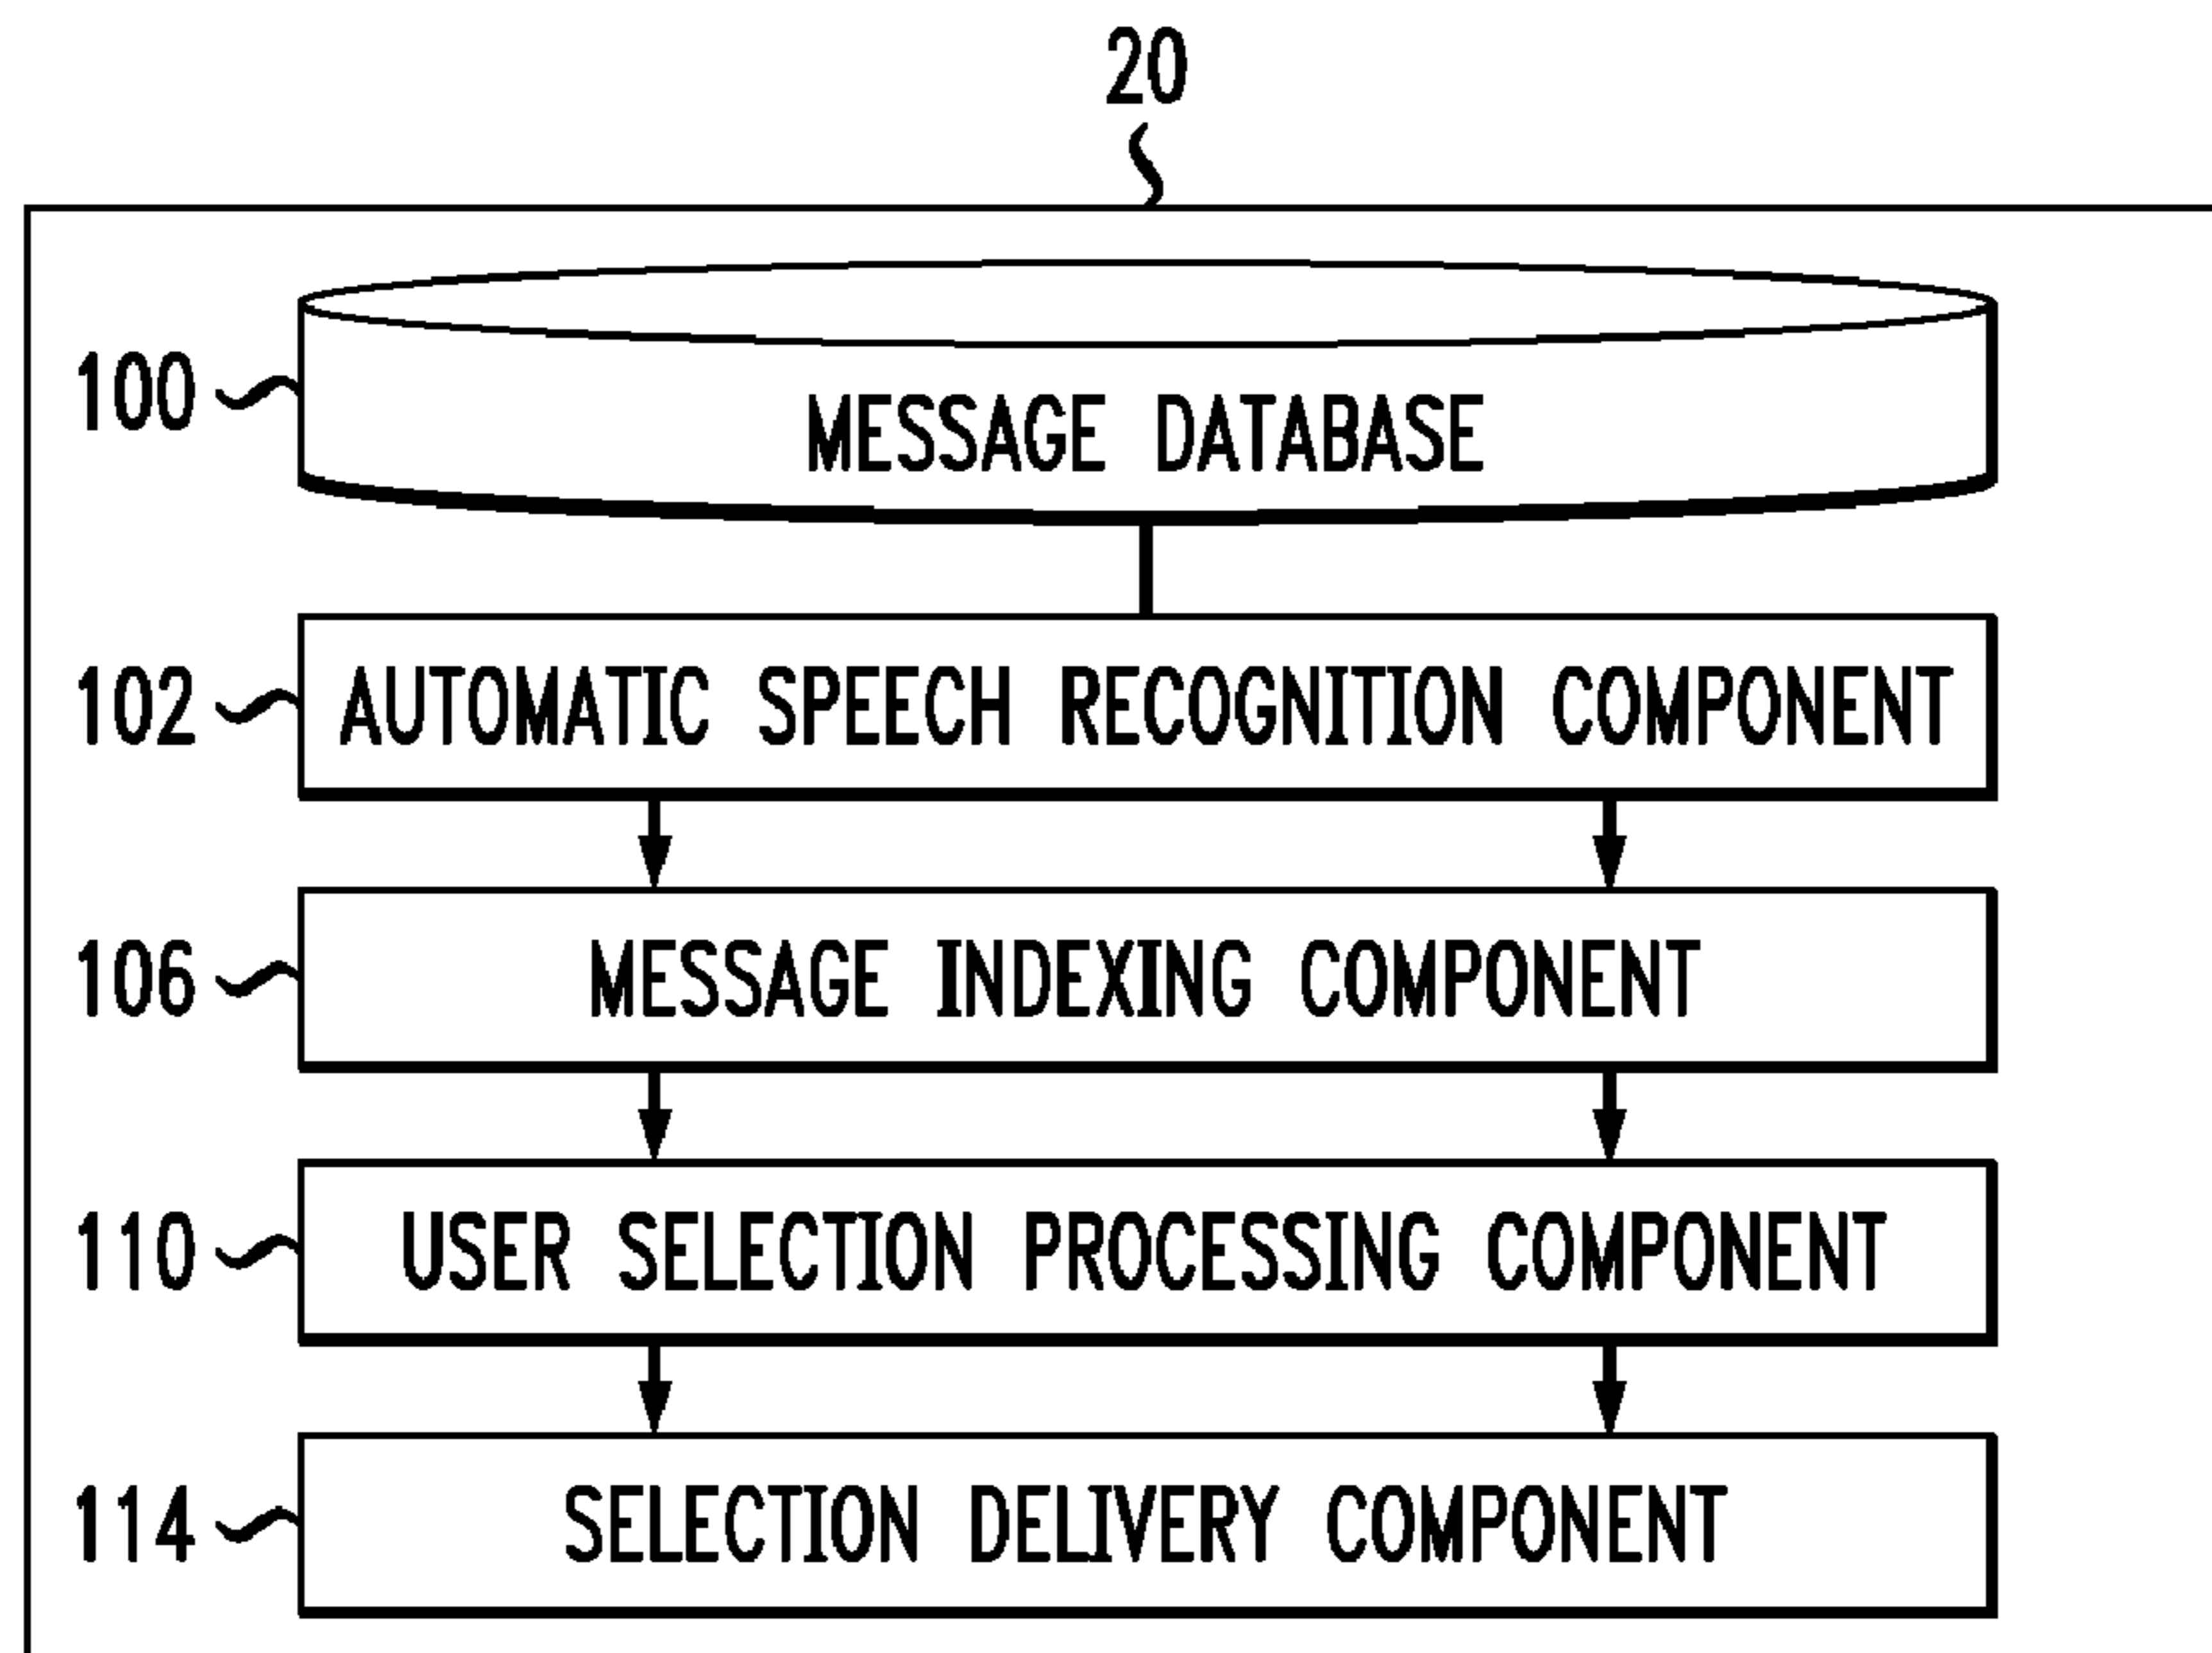 20
100
MESSAGE DATABASE
102
AUTOMATIC SPEECH RECOGNITION COMPONENT
106
MESSAGE INDEXING COMPONENT
110
USER SELECTION PROCESSING COMPONENT
114
SELECTION DELIVERY COMPONENT